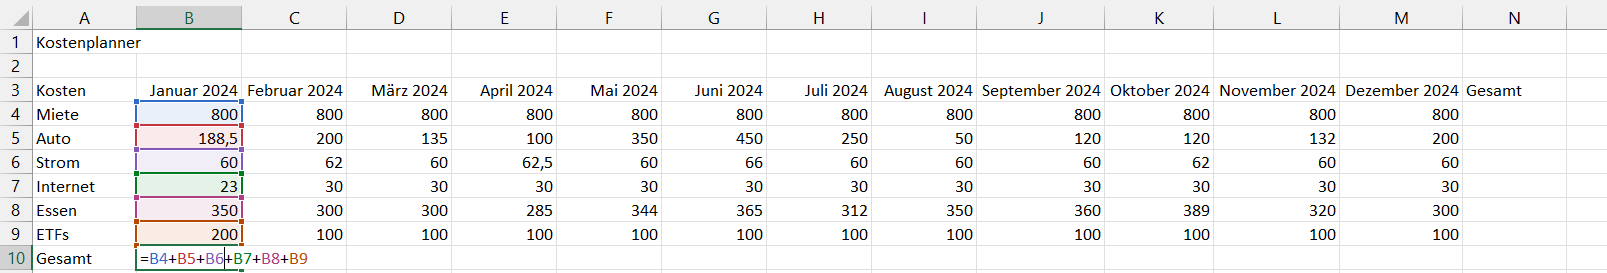 A B C D E F G H I J K L M N
1 Kostenplanner
2
3 Kosten Januar 2024 Februar 2024 März 2024 April 2024 Mai 2024 Juni 2024 Juli 2024 August 2024 September 2024 Oktober 2024 November 2024 Dezember 2024 Gesamt
4 Miete 800 800 800 800 800 800 800 800 800 800 800 800
5 Auto 188,5 200 135 100 350 450 250 50 120 120 132 200
6 Strom 60 62 60 62,5 60 66 60 60 60 62 60 60
7 Internet 23 30 30 30 30 30 30 30 30 30 30 30
8 Essen 350 300 300 285 344 365 312 350 360 389 320 300
9 ETFs 200 100 100 100 100 100 100 100 100 100 100 100
10 Gesamt =B4+B5+B6+B7+B8+B9